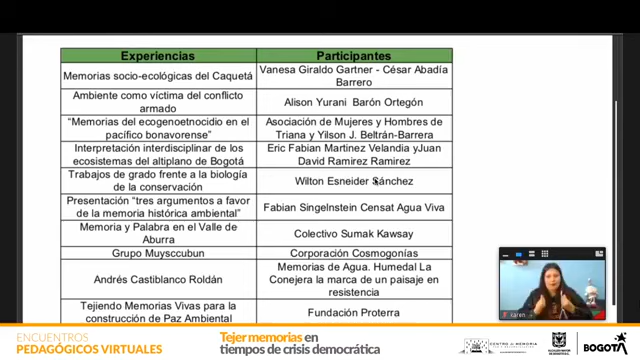 Experiencias
Participantes
Memorias socio-ecológicas del Caquetá
Vanesa Giraldo Gartner - César Abadía
Barrero
Ambiente como víctima del conflicto
armado
Alison Yurani Barón Ortegón
“Memorias del ecogenoetnocidio en el
pacífico bonavorense”
Asociación de Mujeres y Hombres de
Triana y Yilson J. Beltrán-Barrera
Interpretación interdisciplinar de los
ecosistemas del altiplano de Bogotá
Eric Fabian Martinez Velandia yJuan
David Ramirez Ramirez
Trabajos de grado frente a la biología
de la conservación
Wilton Esneider Sánchez
Presentación “tres argumentos a favor
de la memoria histórica ambiental”
Fabian Singelnstein Censat Agua Viva
Memoria y Palabra en el Valle de
Aburra
Colectivo Sumak Kawsay
Grupo Muysccubun
Corporación Cosmogonías
Andrés Castiblanco Roldán
Memorias de Agua. Humedal La
Conejera la marca de un paisaje en
resistencia
Tejiendo Memorias Vivas para la
construcción de Paz Ambiental
Fundación Proterra
karen
ENCUENTROS
PEDAGÓGICOS VIRTUALES
Tejer memorias en
tiempos de crisis democrática
CENTRO DE MEMORIA
BOGOTÁ